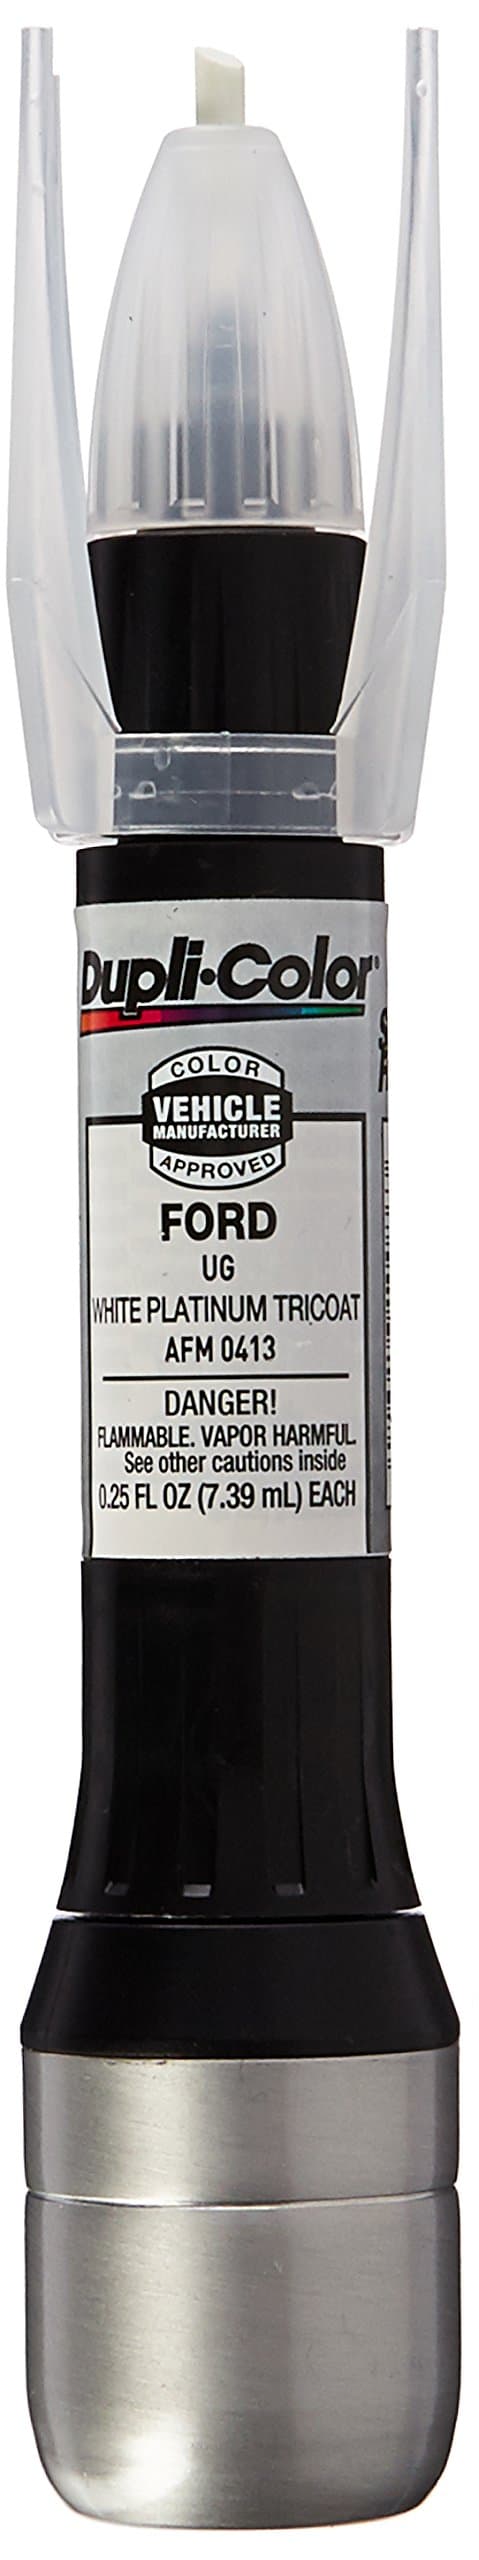 Dupli·Color®
COLOR
VEHICLE
MANUFACTURER
APPROVED
FORD
UG
WHITE PLATINUM TRICOAT
AFM 0413
DANGER!
FLAMMABLE. VAPOR HARMFUL.
See other cautions inside
0.25 FL OZ (7.39 mL) EACH